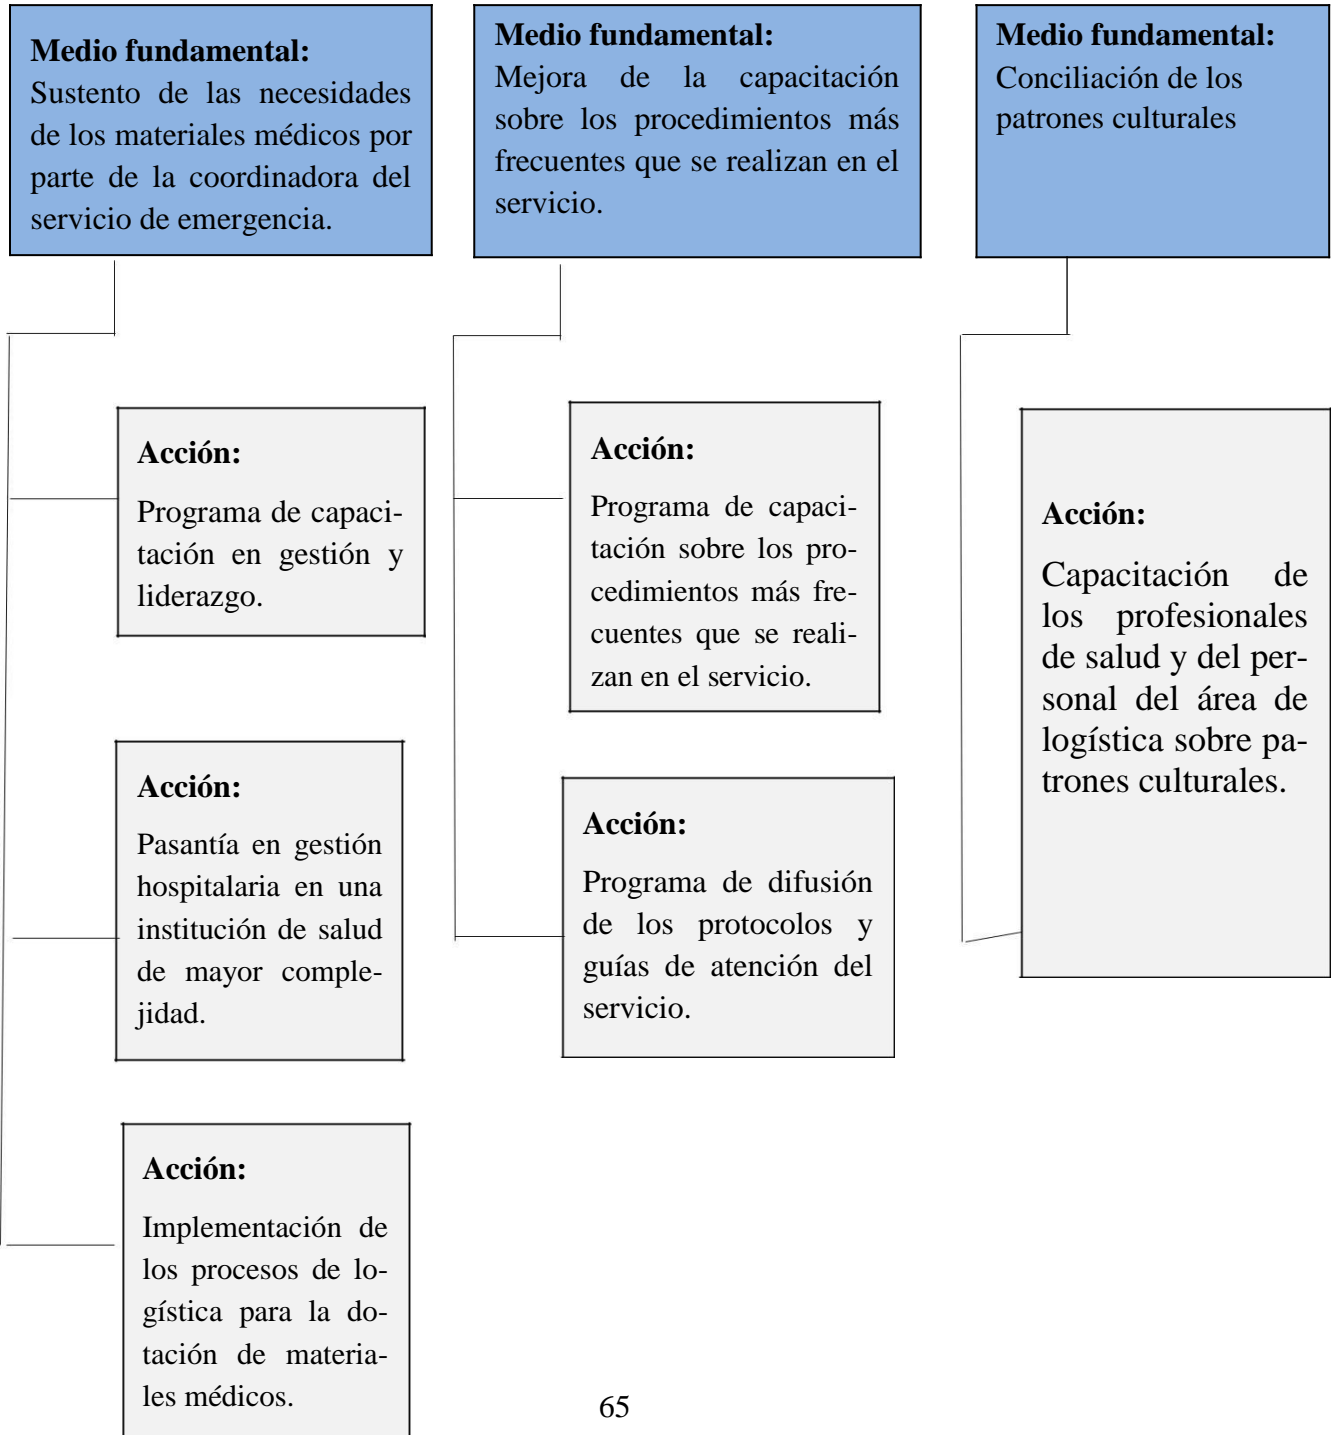 Medio fundamental:
Sustento de las necesidades
de los materiales médicos por
parte de la coordinadora del
servicio de emergencia.
Medio fundamental:
Mejora de la capacitación
sobre los procedimientos más
frecuentes que se realizan en el
servicio.
Medio fundamental:
Conciliación de los
patrones culturales
Acción:
Programa de capaci-
tación en gestión y
liderazgo.
Acción:
Pasantía en gestión
hospitalaria en una
institución de salud
de mayor comple-
jidad.
Acción:
Implementación de
los procesos de lo-
gística para la do-
tación de materia-
les médicos.
Acción:
Programa de capaci-
tación sobre los pro-
cedimientos más fre-
cuentes que se reali-
zan en el servicio.
Acción:
Programa de difusión
de los protocolos y
guías de atención del
servicio.
Acción:
Capacitación de
los profesionales
de salud y del per-
sonal del área de
logística sobre pa-
trones culturales.
65